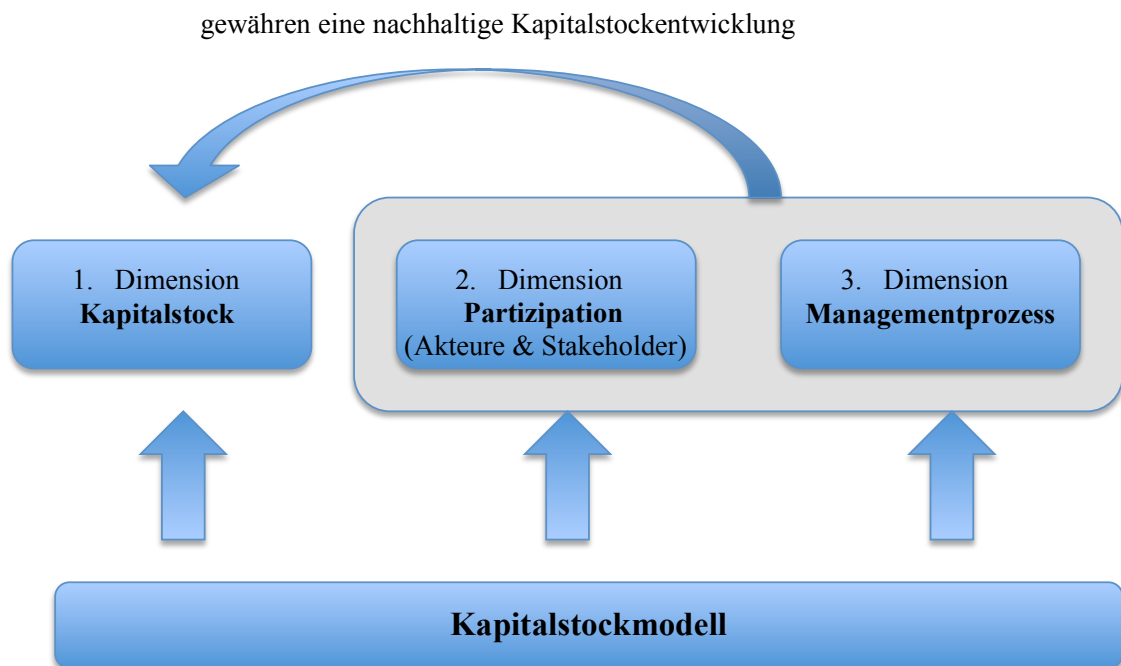 gewähren eine nachhaltige Kapitalstockentwicklung
1. Dimension
Kapitalstock
2. Dimension
Partizipation
(Akteure & Stakeholder)
3. Dimension
Managementprozess
Kapitalstockmodell